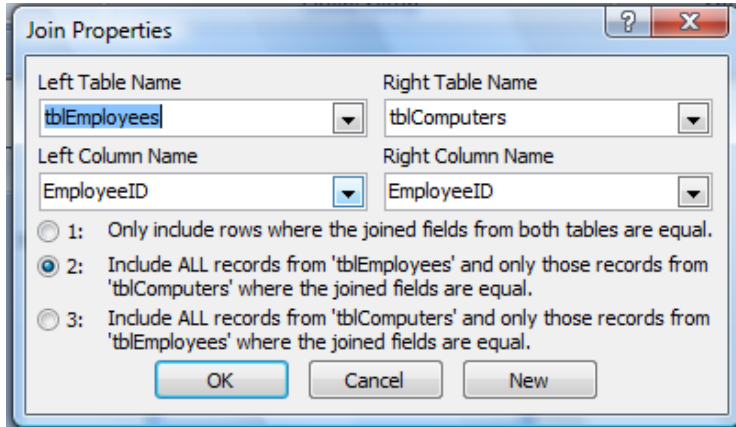 Join Properties
Left Table Name
Right Table Name
tblEmployees
tblComputers
Left Column Name
Right Column Name
EmployeeID
EmployeeID
1: Only include rows where the joined fields from both tables are equal.
2: Include ALL records from 'tblEmployees' and only those records from
'tblComputers' where the joined fields are equal.
3: Include ALL records from 'tblComputers' and only those records from
'tblEmployees' where the joined fields are equal.
OK
Cancel
New